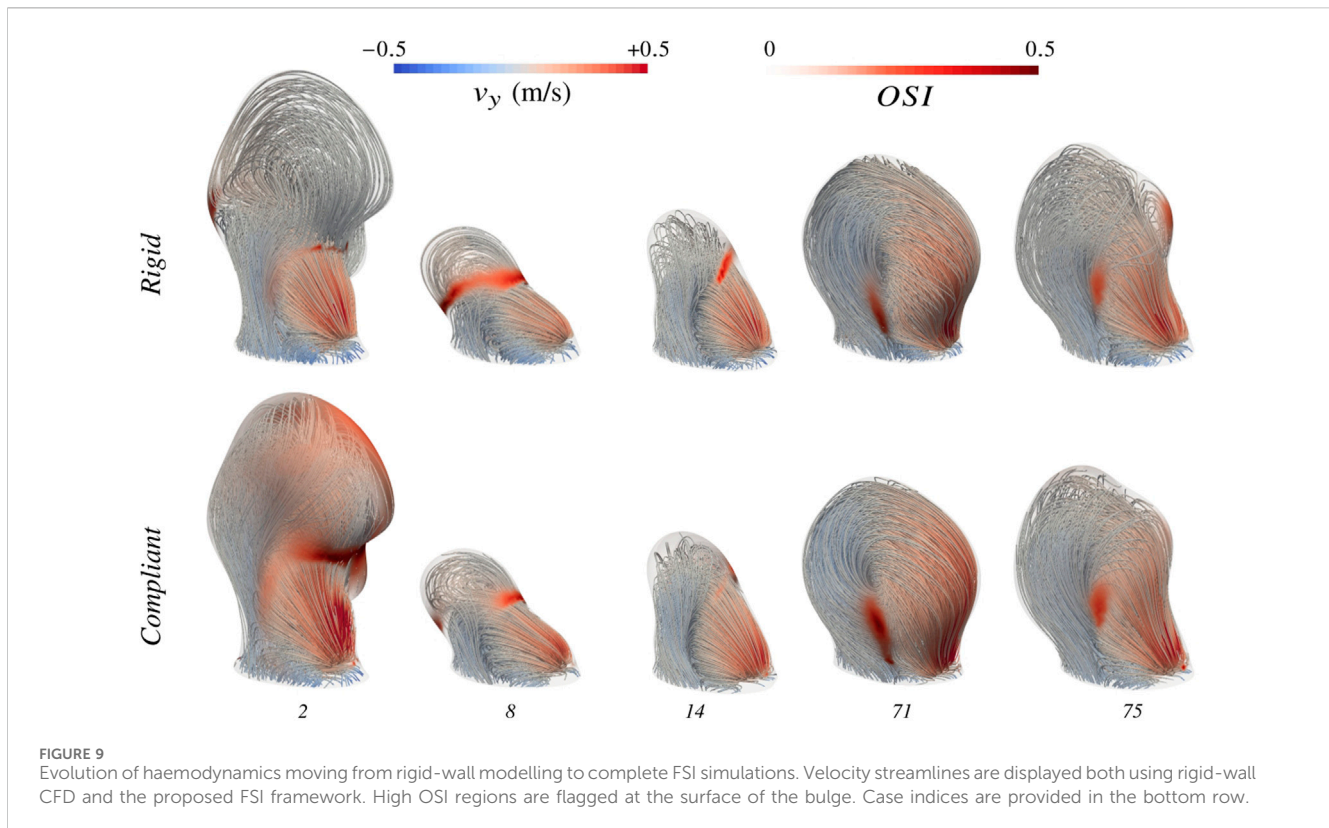 −0.5 +0.5
v_y (m/s)
0 0.5
OSI
Rigid
Compliant
2 8 14 71 75
FIGURE 9
Evolution of haemodynamics moving from rigid-wall modelling to complete FSI simulations. Velocity streamlines are displayed both using rigid-wall
CFD and the proposed FSI framework. High OSI regions are flagged at the surface of the bulge. Case indices are provided in the bottom row.